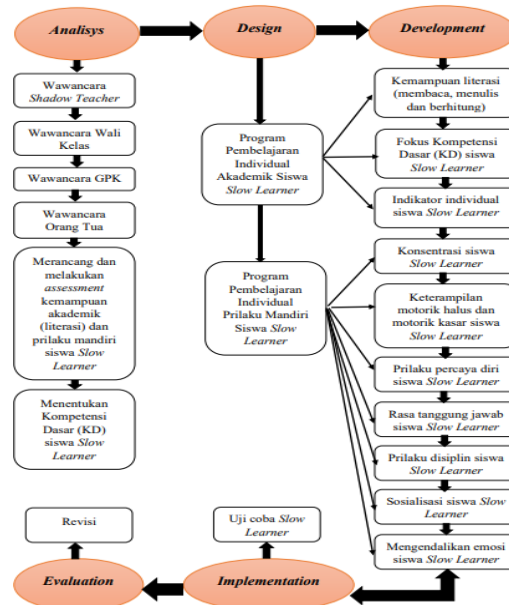 Analisys
Design
Development
Wawancara
Shadow Teacher
Wawancara Wali
Kelas
Wawancara GPK
Wawancara
Orang Tua
Merancang dan
melakukan
assessment
kemampuan
akademik
(literasi) dan
prilaku mandiri
siswa Slow
Learner
Menentukan
Kompetensi
Dasar (KD)
siswa Slow
Learner
Program
Pembelajaran
Individual
Akademik Siswa
Slow Learner
Program
Pembelajaran
Individual
Prilaku Mandiri
Siswa Slow
Learner
Kemampuan literasi
(membaca, menulis
dan berhitung)
Fokus Kompetensi
Dasar (KD) siswa
Slow Learner
Indikator individual
siswa Slow Learner
Konsentrasi siswa
Slow Learner
Keterampilan
motorik halus dan
motorik kasar siswa
Slow Learner
Prilaku percaya diri
siswa Slow Learner
Rasa tanggung jawab
siswa Slow Learner
Prilaku disiplin siswa
Slow Learner
Sosialisasi siswa Slow
Learner
Mengendalikan emosi
siswa Slow Learner
Revisi
Uji coba Slow
Learner
Evaluation
Implementation